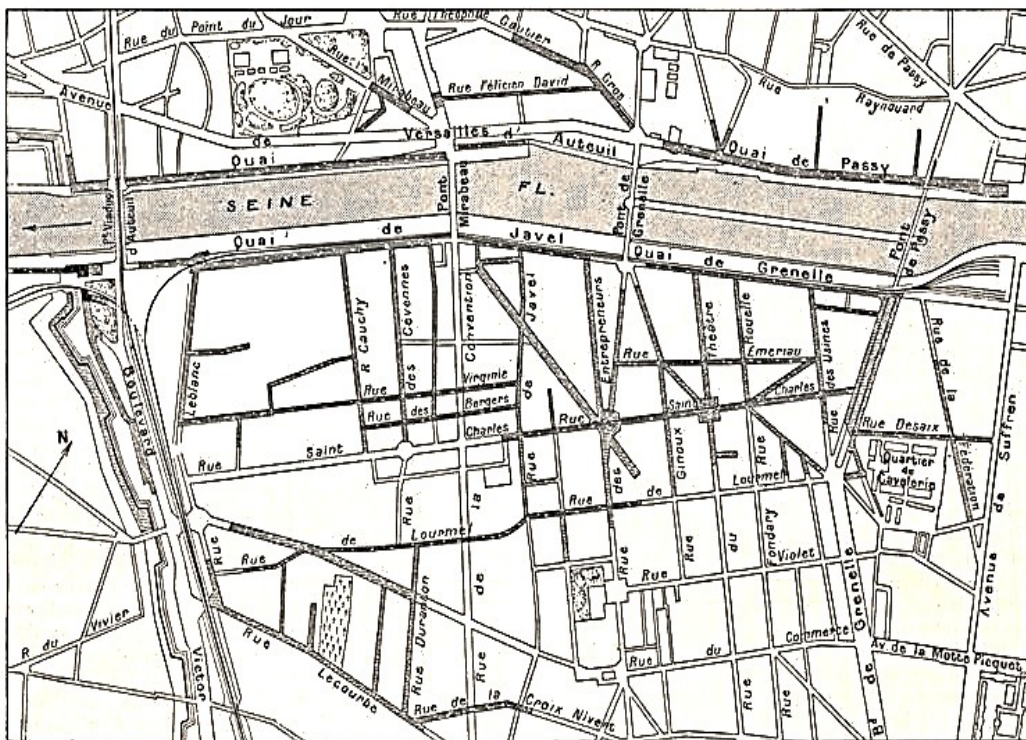 Rue du Point du Jour
Rue Théophile Gautier
Rue de Passy
Avenue de Versailles
Rue Mirabeau
Rue Félicien David
R. Gros
Rue Raynouard
Quai d'Auteuil
Quai de Passy
SEINE FL.
Pt Viaduc d'Auteuil
Pont Mirabeau
Pont de Grenelle
Pont de Passy
Quai de Javel
Quai de Grenelle
Rue Leblanc
R. Cauchy
Rue des Cévennes
Rue de la Convention
Rue de Javel
Rue des Entrepreneurs
Rue du Théâtre
Rue Rouelle
Rue des Usines
Rue de la Fédération
Avenue de Suffren
Rue Emeriau
Rue Virginie
Rue des Bergers
Rue Saint Charles
Rue Saint Charles
Rue Ginoux
Rue Fondary
Rue Desaix
Quartier de Cavalerie
N
Boulevard Victor
Rue de Lourmel
Rue de Lourmel
Rue Violet
Bd de Grenelle
R du Vivier
Rue Lecourbe
Rue Duranton
Rue de la Croix Nivert
Rue du Commerce
Av. de la Motte Picquet